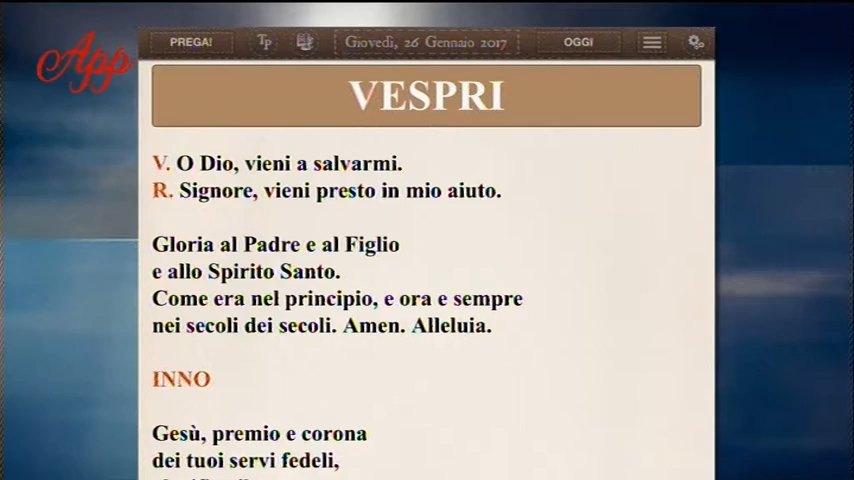 App
PREGA!
Tp
Giovedì, 26 Gennaio 2017
OGGI
VESPRI
V. O Dio, vieni a salvarmi.
R. Signore, vieni presto in mio aiuto.
Gloria al Padre e al Figlio
e allo Spirito Santo.
Come era nel principio, e ora e sempre
nei secoli dei secoli. Amen. Alleluia.
INNO
Gesù, premio e corona
dei tuoi servi fedeli,